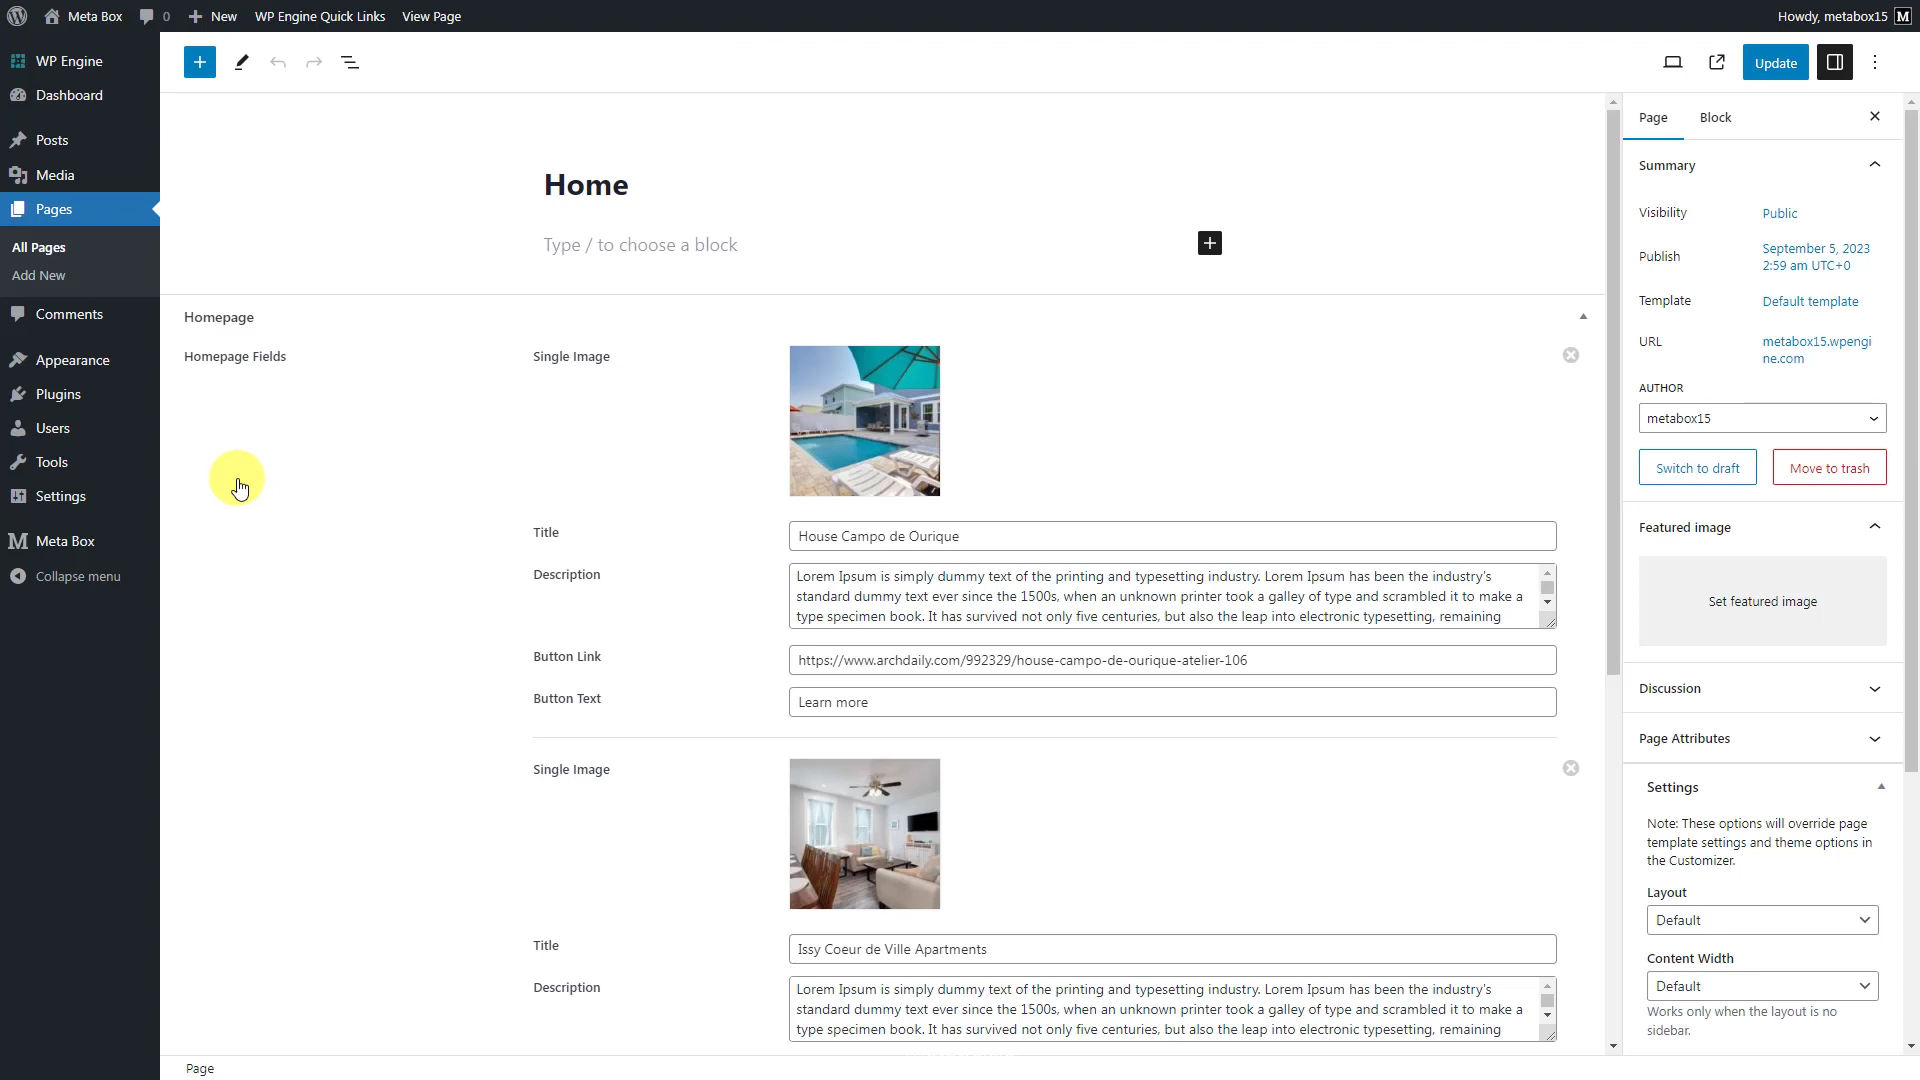 Meta Box
0
New
WP Engine Quick Links
View Page
Howdy, metabox15
M
WP Engine
Dashboard
Posts
Media
Pages
All Pages
Add New
Comments
Appearance
Plugins
Users
Tools
Settings
M Meta Box
Collapse menu
Update
Home
Type / to choose a block
Homepage
Homepage Fields
Single Image
Title
House Campo de Ourique
Description
Lorem Ipsum is simply dummy text of the printing and typesetting industry. Lorem Ipsum has been the industry's
standard dummy text ever since the 1500s, when an unknown printer took a galley of type and scrambled it to make a
type specimen book. It has survived not only five centuries, but also the leap into electronic typesetting, remaining
Button Link
https://www.archdaily.com/992329/house-campo-de-ourique-atelier-106
Button Text
Learn more
Single Image
Title
Issy Coeur de Ville Apartments
Description
Lorem Ipsum is simply dummy text of the printing and typesetting industry. Lorem Ipsum has been the industry's
standard dummy text ever since the 1500s, when an unknown printer took a galley of type and scrambled it to make a
type specimen book. It has survived not only five centuries, but also the leap into electronic typesetting, remaining
Page
Page
Block
Summary
Visibility
Public
Publish
September 5, 2023
2:59 am UTC+0
Template
Default template
URL
metabox15.wpengi
ne.com
AUTHOR
metabox15
Switch to draft
Move to trash
Featured image
Set featured image
Discussion
Page Attributes
Settings
Note: These options will override page
template settings and theme options in
the Customizer.
Layout
Default
Content Width
Default
Works only when the layout is no
sidebar.